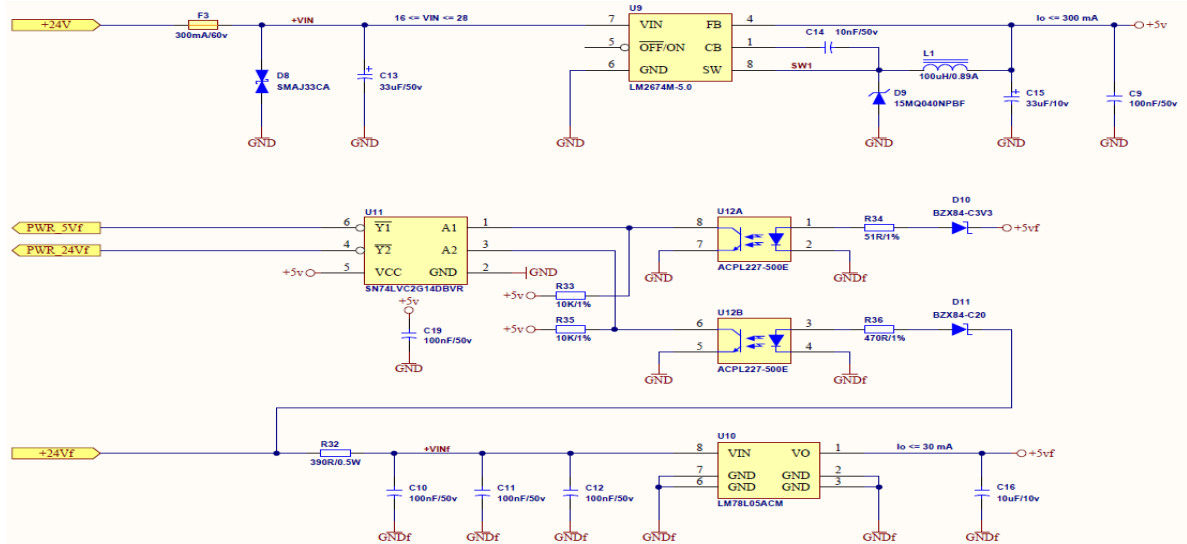 +24V
F3
300mA/60v
+VIN
16 <= VIN <= 28
D8
SMAJ33CA
C13
33uF/50v
GND
GND
U9
7 VIN FB 4
5 OFF/ON CB 1
6 GND SW 8
LM2674M-5.0
GND
C14 10nF/50v
SW1
L1
100uH/0.89A
D9
15MQ040NPBF
Io <= 300 mA
+5v
C15
33uF/10v
C9
100nF/50v
GND
GND
GND
PWR_5Vf
PWR_24Vf
U11
6 Y1 A1 1
4 Y2 A2 3
+5v 5 VCC GND 2 GND
SN74LVC2G14DBVR
+5v
C19
100nF/50v
GND
+5v R33
10K/1%
+5v R35
10K/1%
U12A
8 1
7 2
ACPL227-500E
GND
GNDf
R34
51R/1%
D10
BZX84-C3V3
+5vf
U12B
6 3
5 4
ACPL227-500E
GND
GNDf
R36
470R/1%
D11
BZX84-C20
+24Vf
R32
390R/0.5W
+VINf
C10
100nF/50v
C11
100nF/50v
C12
100nF/50v
GNDf
GNDf
GNDf
U10
8 VIN VO 1
7 GND GND 2
6 GND GND 3
LM78L05ACM
GNDf
GNDf
Io <= 30 mA
+5vf
C16
10uF/10v
GNDf